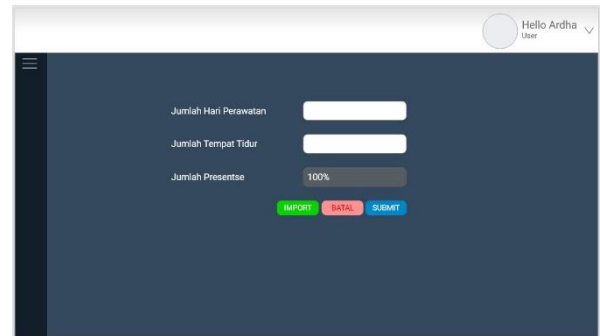 Hello Ardha
User
Jumlah Hari Perawatan
Jumlah Tempat Tidur
Jumlah Presentse 100%
IMPORT BATAL SUBMIT